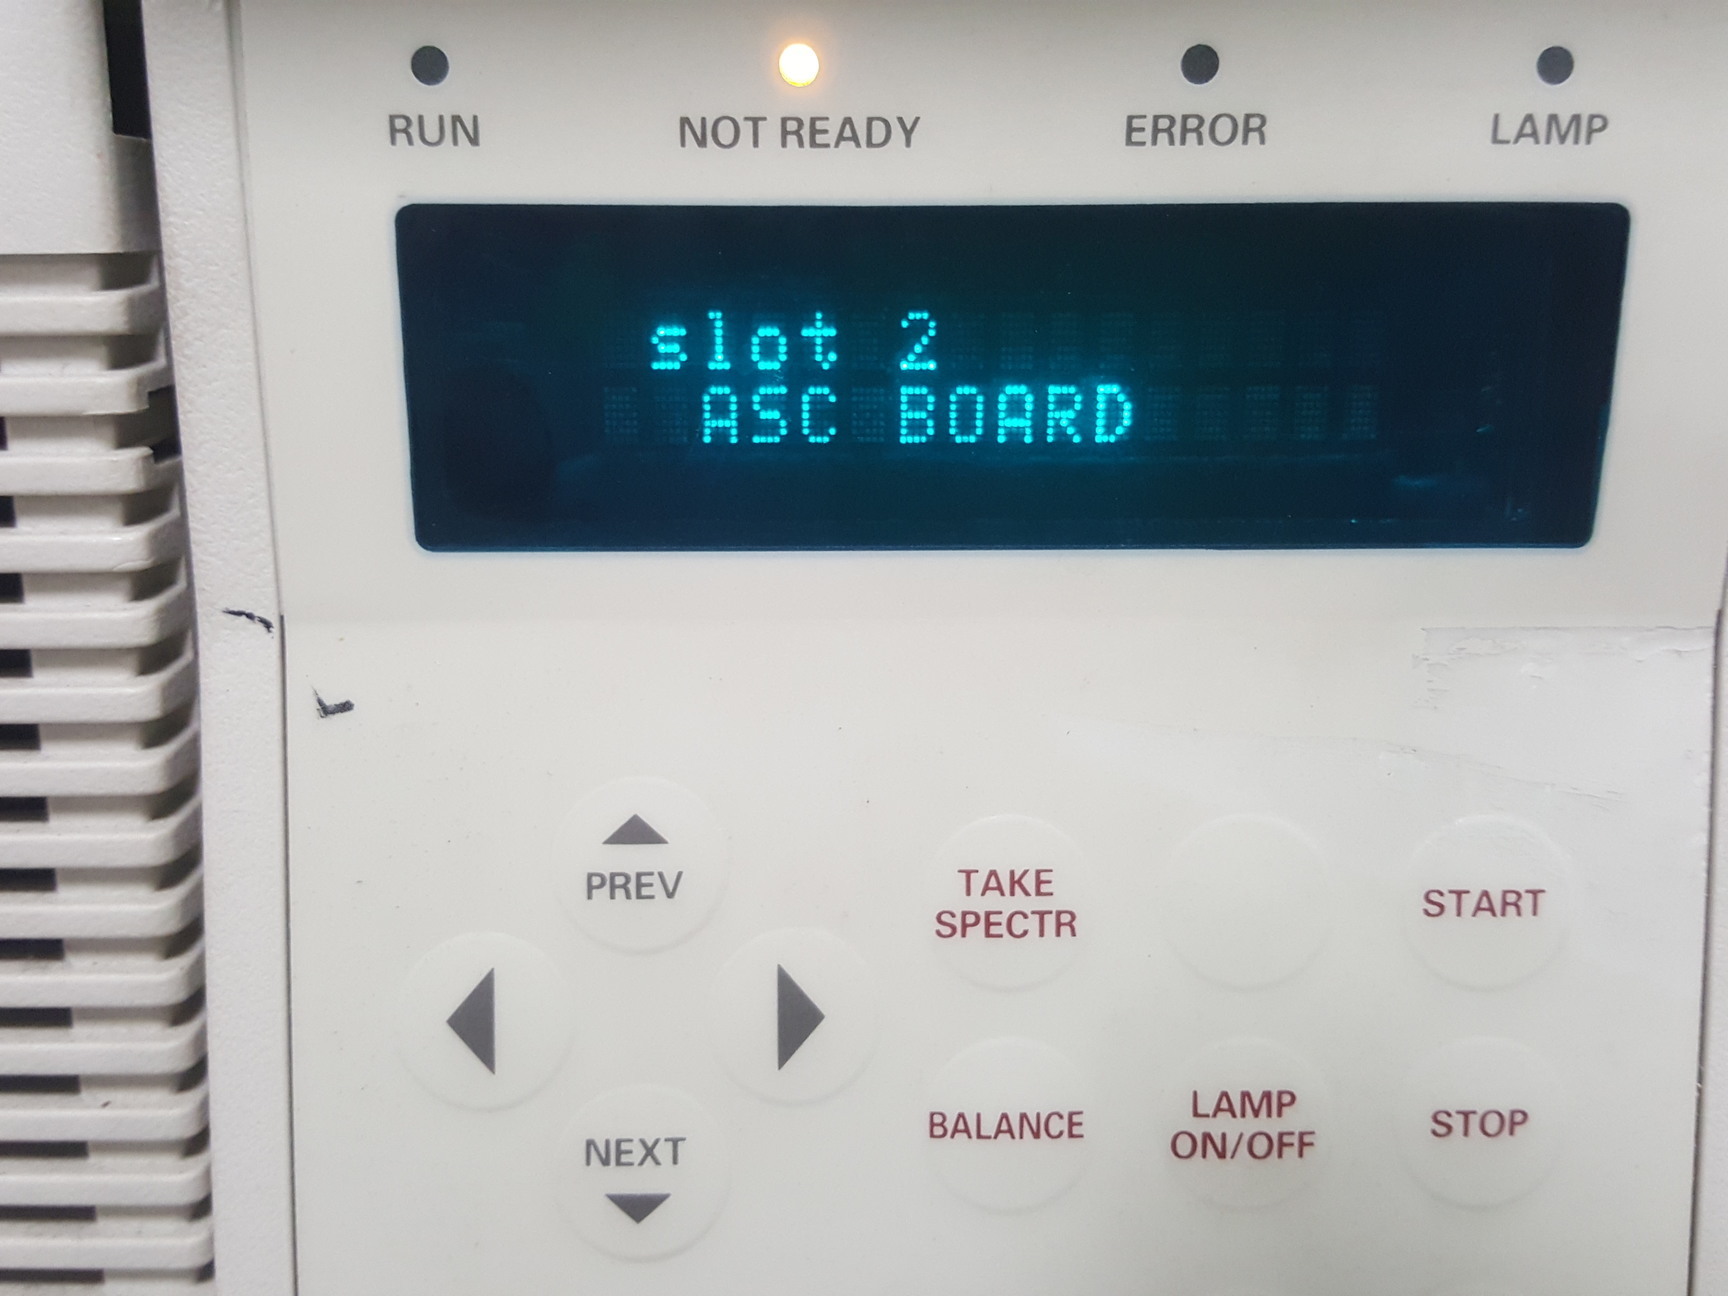 RUN NOT READY ERROR LAMP
slot 2
ASC BOARD
PREV
TAKE
SPECTR
START
NEXT
BALANCE
LAMP
ON/OFF
STOP